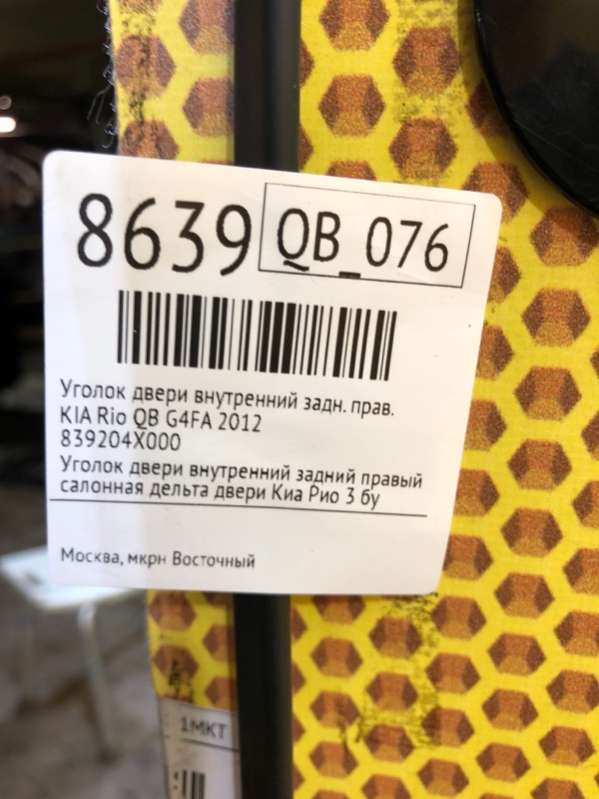 8639 QB_076
Уголок двери внутренний задн. прав.
KIA Rio QB G4FA 2012
839204X000
Уголок двери внутренний задний правый
салонная дельта двери Киа Рио 3 бу
Москва, мкрн Восточный
1МКТ